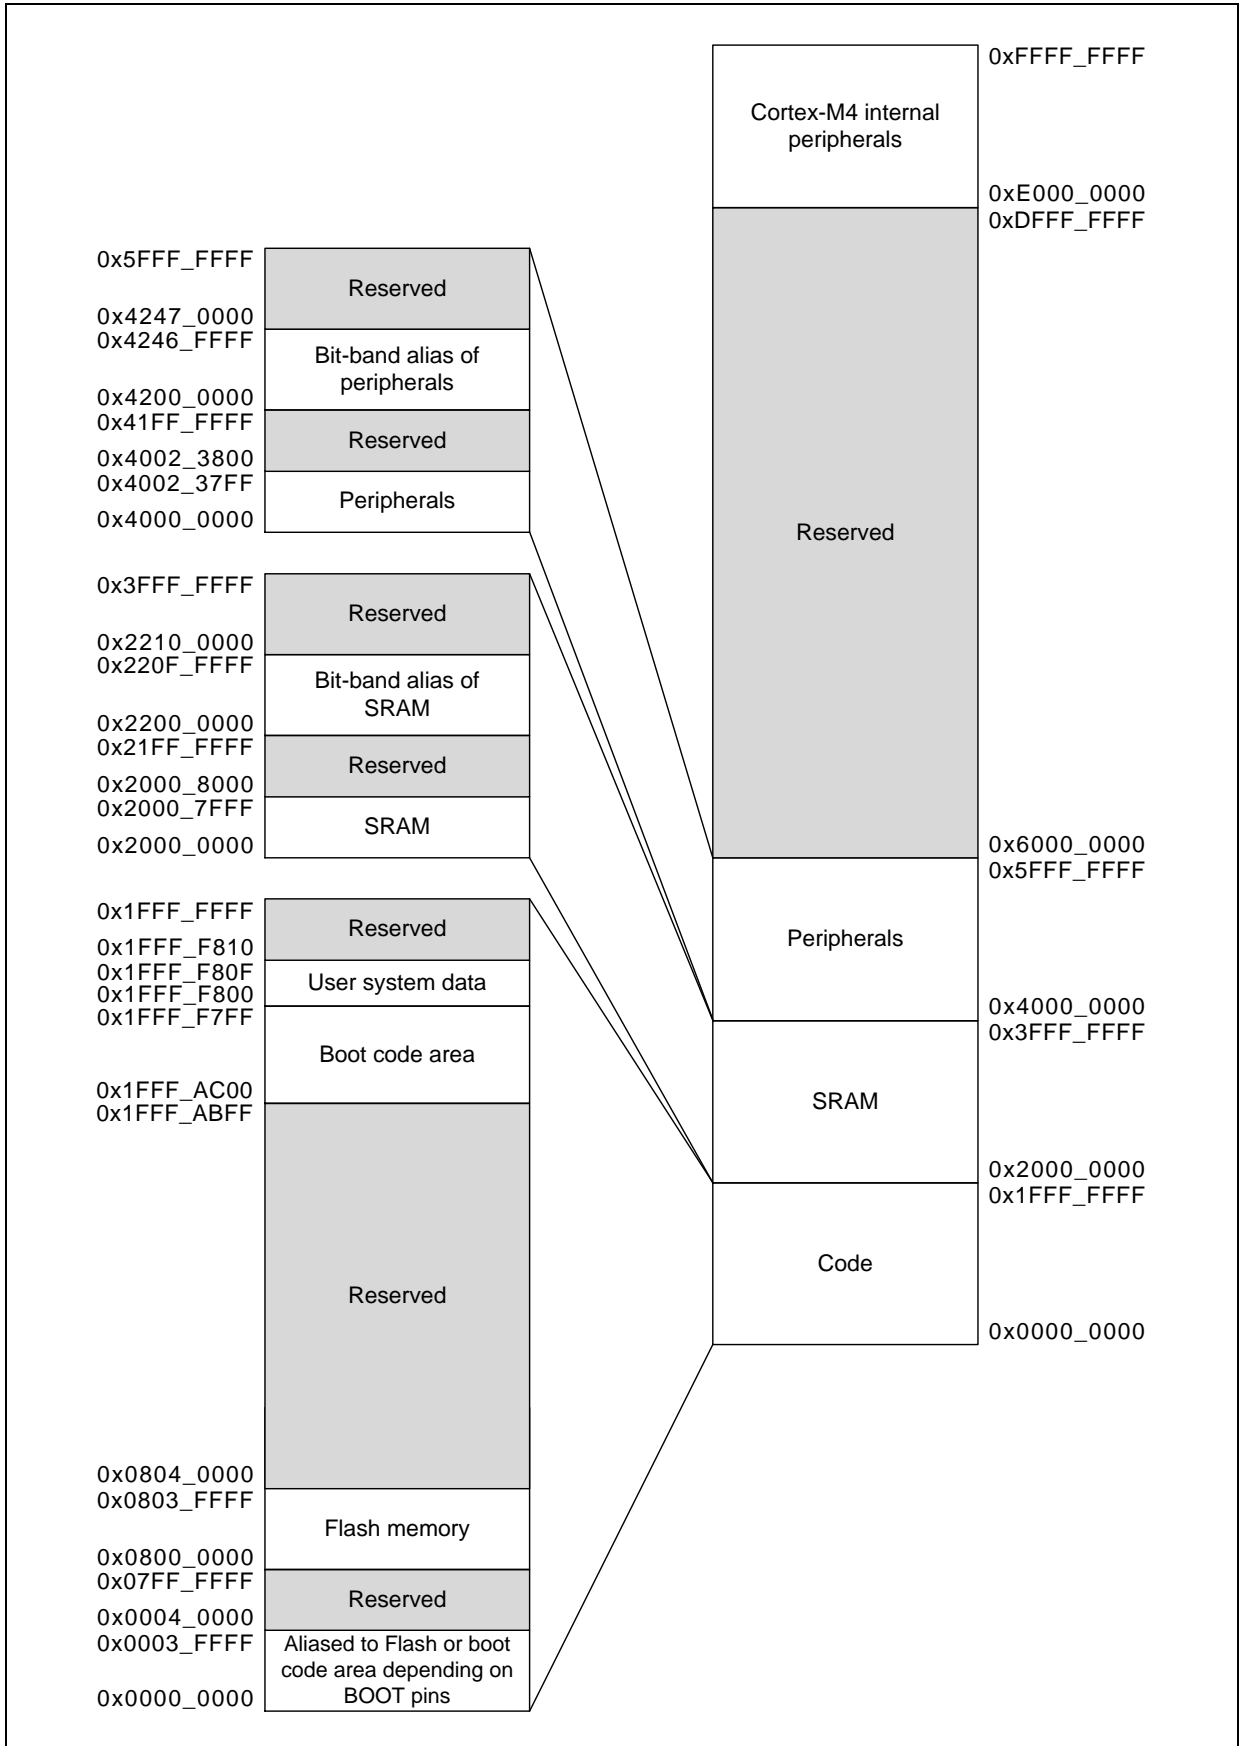 0xFFFF_FFFF
Cortex-M4 internal
peripherals
0xE000_0000
0xDFFF_FFFF
Reserved
0x6000_0000
0x5FFF_FFFF
Peripherals
0x4000_0000
0x3FFF_FFFF
SRAM
0x2000_0000
0x1FFF_FFFF
Code
0x0000_0000
0x5FFF_FFFF
Reserved
0x4247_0000
0x4246_FFFF
Bit-band alias of
peripherals
0x4200_0000
0x41FF_FFFF
Reserved
0x4002_3800
0x4002_37FF
Peripherals
0x4000_0000
0x3FFF_FFFF
Reserved
0x2210_0000
0x220F_FFFF
Bit-band alias of
SRAM
0x2200_0000
0x21FF_FFFF
Reserved
0x2000_8000
0x2000_7FFF
SRAM
0x2000_0000
0x1FFF_FFFF
Reserved
0x1FFF_F810
0x1FFF_F80F
User system data
0x1FFF_F800
0x1FFF_F7FF
Boot code area
0x1FFF_AC00
0x1FFF_ABFF
Reserved
0x0804_0000
0x0803_FFFF
Flash memory
0x0800_0000
0x07FF_FFFF
Reserved
0x0004_0000
0x0003_FFFF
Aliased to Flash or boot
code area depending on
BOOT pins
0x0000_0000